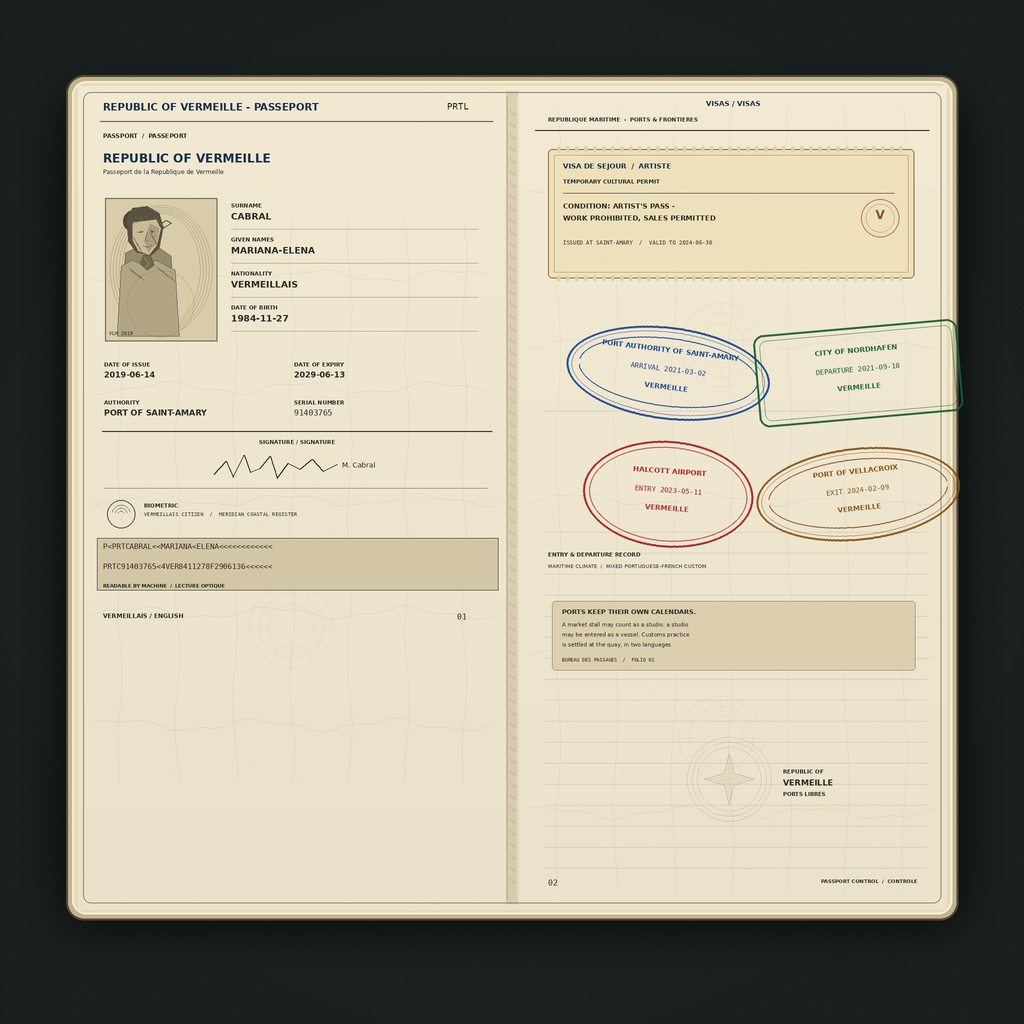 REPUBLIC OF VERMEILLE - PASSEPORT
PRTL
PASSPORT / PASSEPORT
REPUBLIC OF VERMEILLE
Passeport de la Republique de Vermeille
SURNAME
CABRAL
GIVEN NAMES
MARIANA-ELENA
NATIONALITY
VERMEILLAIS
DATE OF BIRTH
1984-11-27
VLM 2019
DATE OF ISSUE
2019-06-14
DATE OF EXPIRY
2029-06-13
AUTHORITY
PORT OF SAINT-AMARY
SERIAL NUMBER
91403765
SIGNATURE / SIGNATURE
M. Cabral
BIOMETRIC
VERMEILLAIS CITIZEN / MERIDIAN COASTAL REGISTER
P<PRTCABRAL<<MARIANA<ELENA<<<<<<<<<<<<
PRTC91403765<4VER8411278F2906136<<<<<<
READABLE BY MACHINE / LECTURE OPTIQUE
VERMEILLAIS / ENGLISH
01
VISAS / VISAS
REPUBLIQUE MARITIME - PORTS & FRONTIERES
VISA DE SEJOUR / ARTISTE
TEMPORARY CULTURAL PERMIT
CONDITION: ARTIST'S PASS -
WORK PROHIBITED, SALES PERMITTED
V
ISSUED AT SAINT-AMARY / VALID TO 2024-06-30
PORT AUTHORITY OF SAINT-AMARY
ARRIVAL 2021-03-02
VERMEILLE
CITY OF NORDHAFEN
DEPARTURE 2021-09-18
VERMEILLE
HALCOTT AIRPORT
ENTRY 2023-05-11
VERMEILLE
PORT OF VELLACROIX
EXIT 2024-02-09
VERMEILLE
ENTRY & DEPARTURE RECORD
MARITIME CLIMATE / MIXED PORTUGUESE-FRENCH CUSTOM
PORTS KEEP THEIR OWN CALENDARS.
A market stall may count as a studio; a studio
may be entered as a vessel. Customs practice
is settled at the quay, in two languages.
BUREAU DES PASSAGES / FOLIO 02
REPUBLIC OF
VERMEILLE
PORTS LIBRES
02
PASSPORT CONTROL / CONTROLE